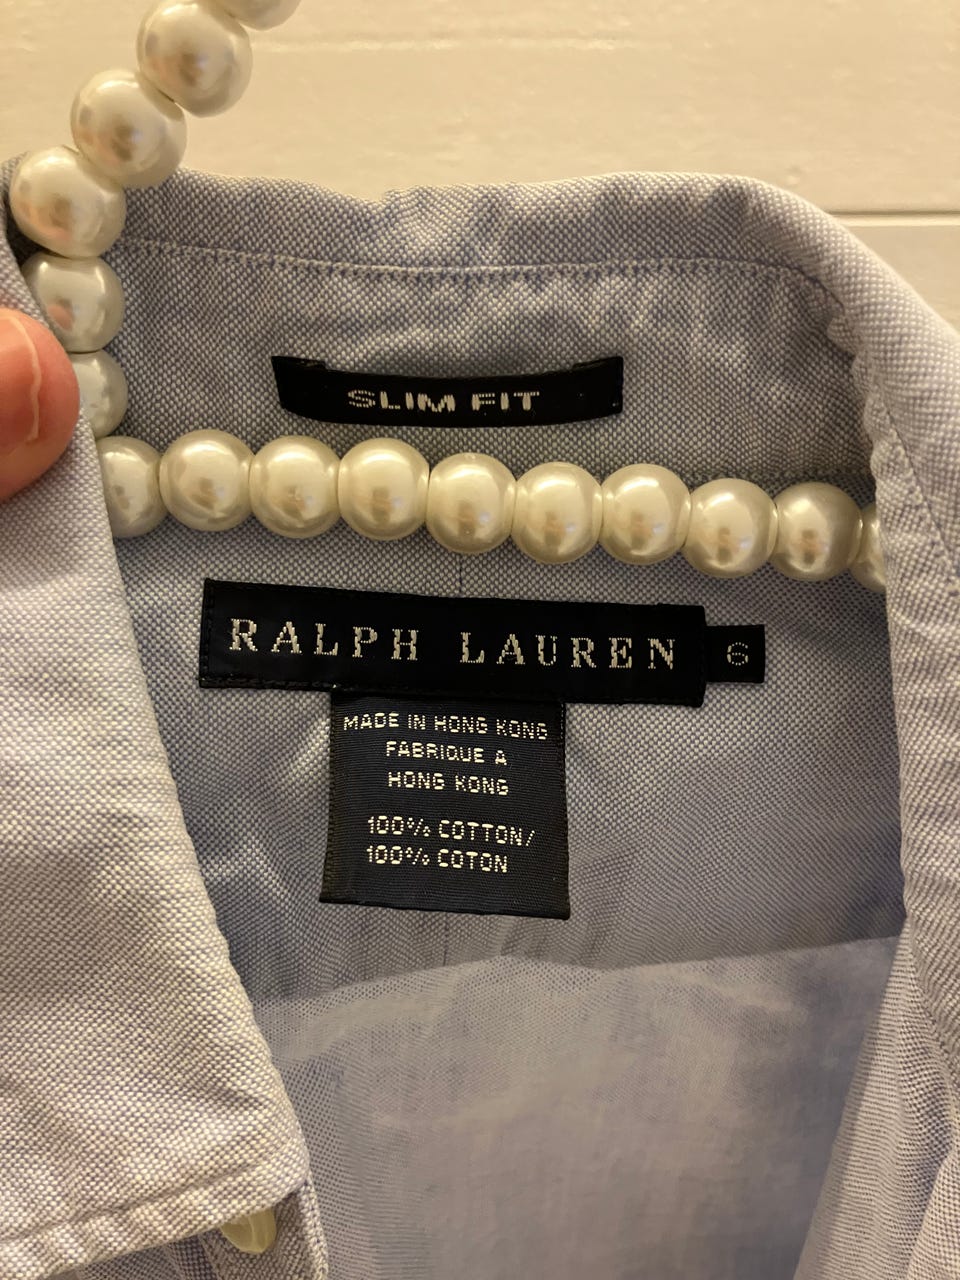 SLIM FIT
RALPH LAUREN 6
MADE IN HONG KONG
FABRIQUE A
HONG KONG
100% COTTON/
100% COTON